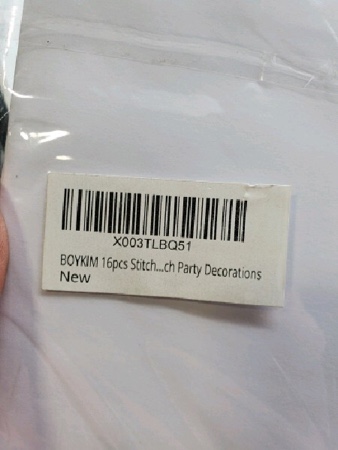 X003TLBQ51
BOYKIM 16pcs Stitch...ch Party Decorations
New